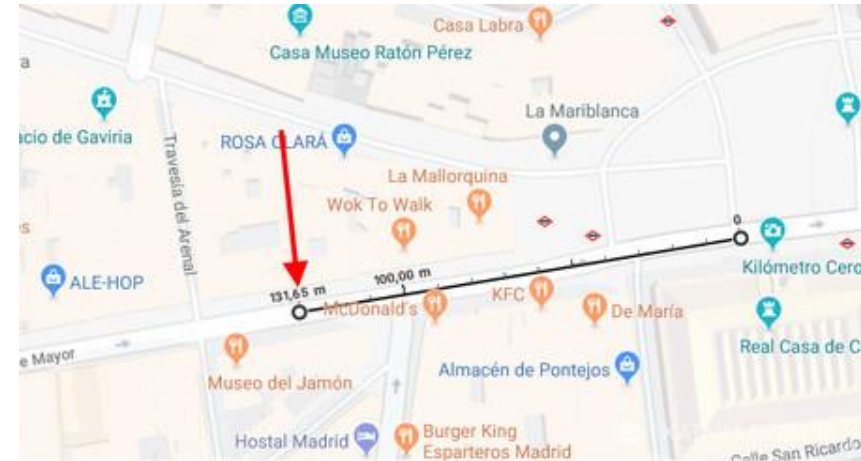 Casa Labra
Casa Museo Ratón Pérez
a
La Mariblanca
cio de Gaviria
ROSA CLARÁ
Travesía del Arenal
La Mallorquina
Wok To Walk
s
0
ALE-HOP
Kilómetro Cero
100,00 m
131,65 m
KFC
McDonald's
De María
e Mayor
Real Casa de C
Museo del Jamón
Almacén de Pontejos
Hostal Madrid
Burger King
Esparteros Madrid
Calle San Ricardo